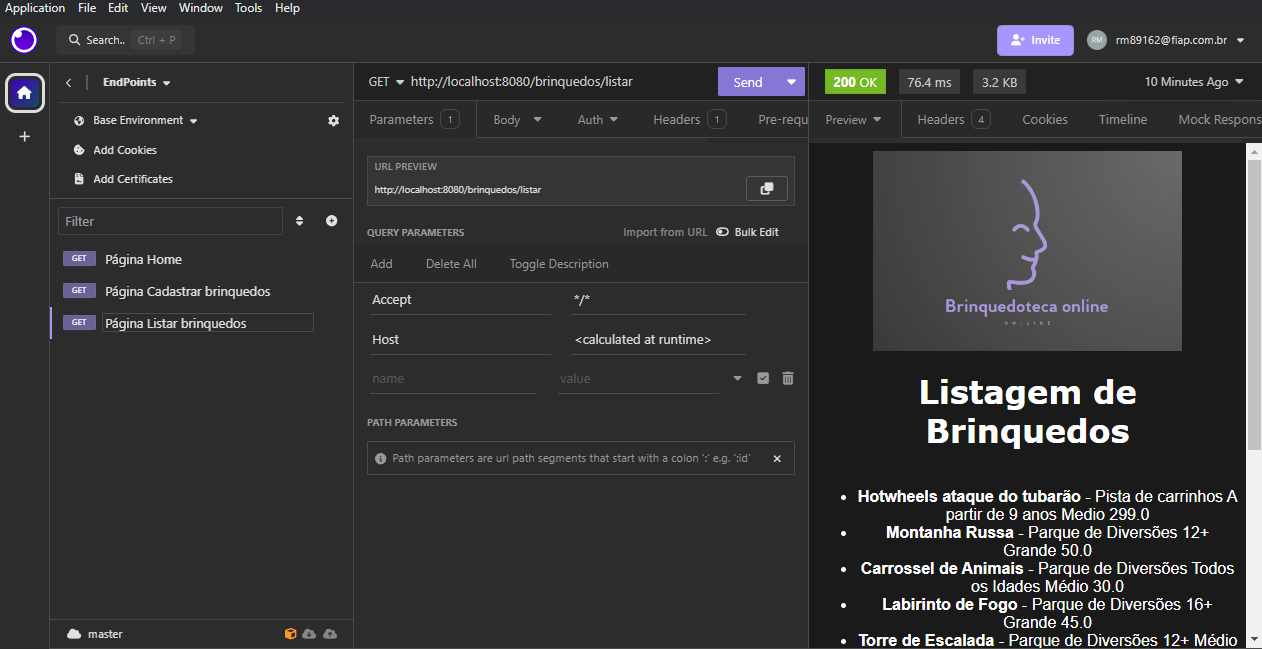 Application File Edit View Window Tools Help
Search.. Ctrl + P
Invite
RM
rm89162@fiap.com.br
EndPoints
Base Environment
Add Cookies
Add Certificates
Filter
GET Página Home
GET Página Cadastrar brinquedos
GET Página Listar brinquedos
master
GET http://localhost:8080/brinquedos/listar
Send
Parameters 1 Body Auth Headers 1 Pre-requ
URL PREVIEW
http://localhost:8080/brinquedos/listar
QUERY PARAMETERS Import from URL Bulk Edit
Add Delete All Toggle Description
Accept */*
Host <calculated at runtime>
name value
PATH PARAMETERS
Path parameters are url path segments that start with a colon ':' e.g. ':id'
200 OK 76.4 ms 3.2 KB 10 Minutes Ago
Preview Headers 4 Cookies Timeline Mock Respons
Brinquedoteca online
ON-LINE
Listagem de
Brinquedos
• Hotwheels ataque do tubarão - Pista de carrinhos A
partir de 9 anos Medio 299.0
• Montanha Russa - Parque de Diversões 12+
Grande 50.0
• Carrossel de Animais - Parque de Diversões Todos
os Idades Médio 30.0
• Labirinto de Fogo - Parque de Diversões 16+
Grande 45.0
• Torre de Escalada - Parque de Diversões 12+ Médio